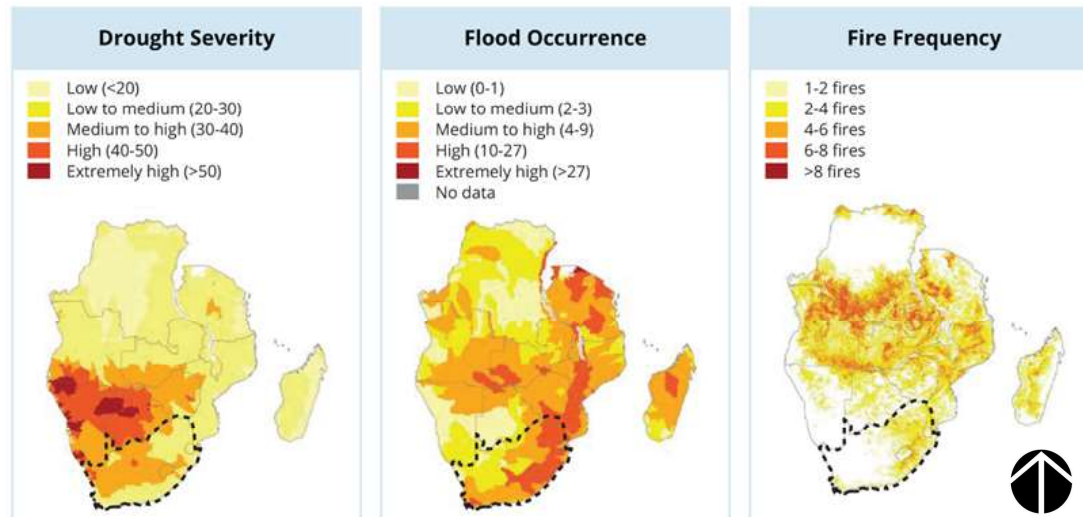 Drought Severity
Low (<20)
Low to medium (20-30)
Medium to high (30-40)
High (40-50)
Extremely high (>50)
Flood Occurrence
Low (0-1)
Low to medium (2-3)
Medium to high (4-9)
High (10-27)
Extremely high (>27)
No data
Fire Frequency
1-2 fires
2-4 fires
4-6 fires
6-8 fires
>8 fires